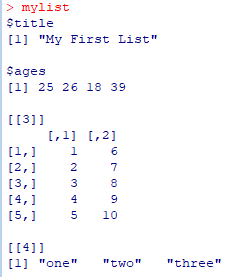 > mylist
$title
[1] "My First List"
$ages
[1] 25 26 18 39
[[3]]
     [,1] [,2]
[1,]    1    6
[2,]    2    7
[3,]    3    8
[4,]    4    9
[5,]    5   10
[[4]]
[1] "one"   "two"   "three"